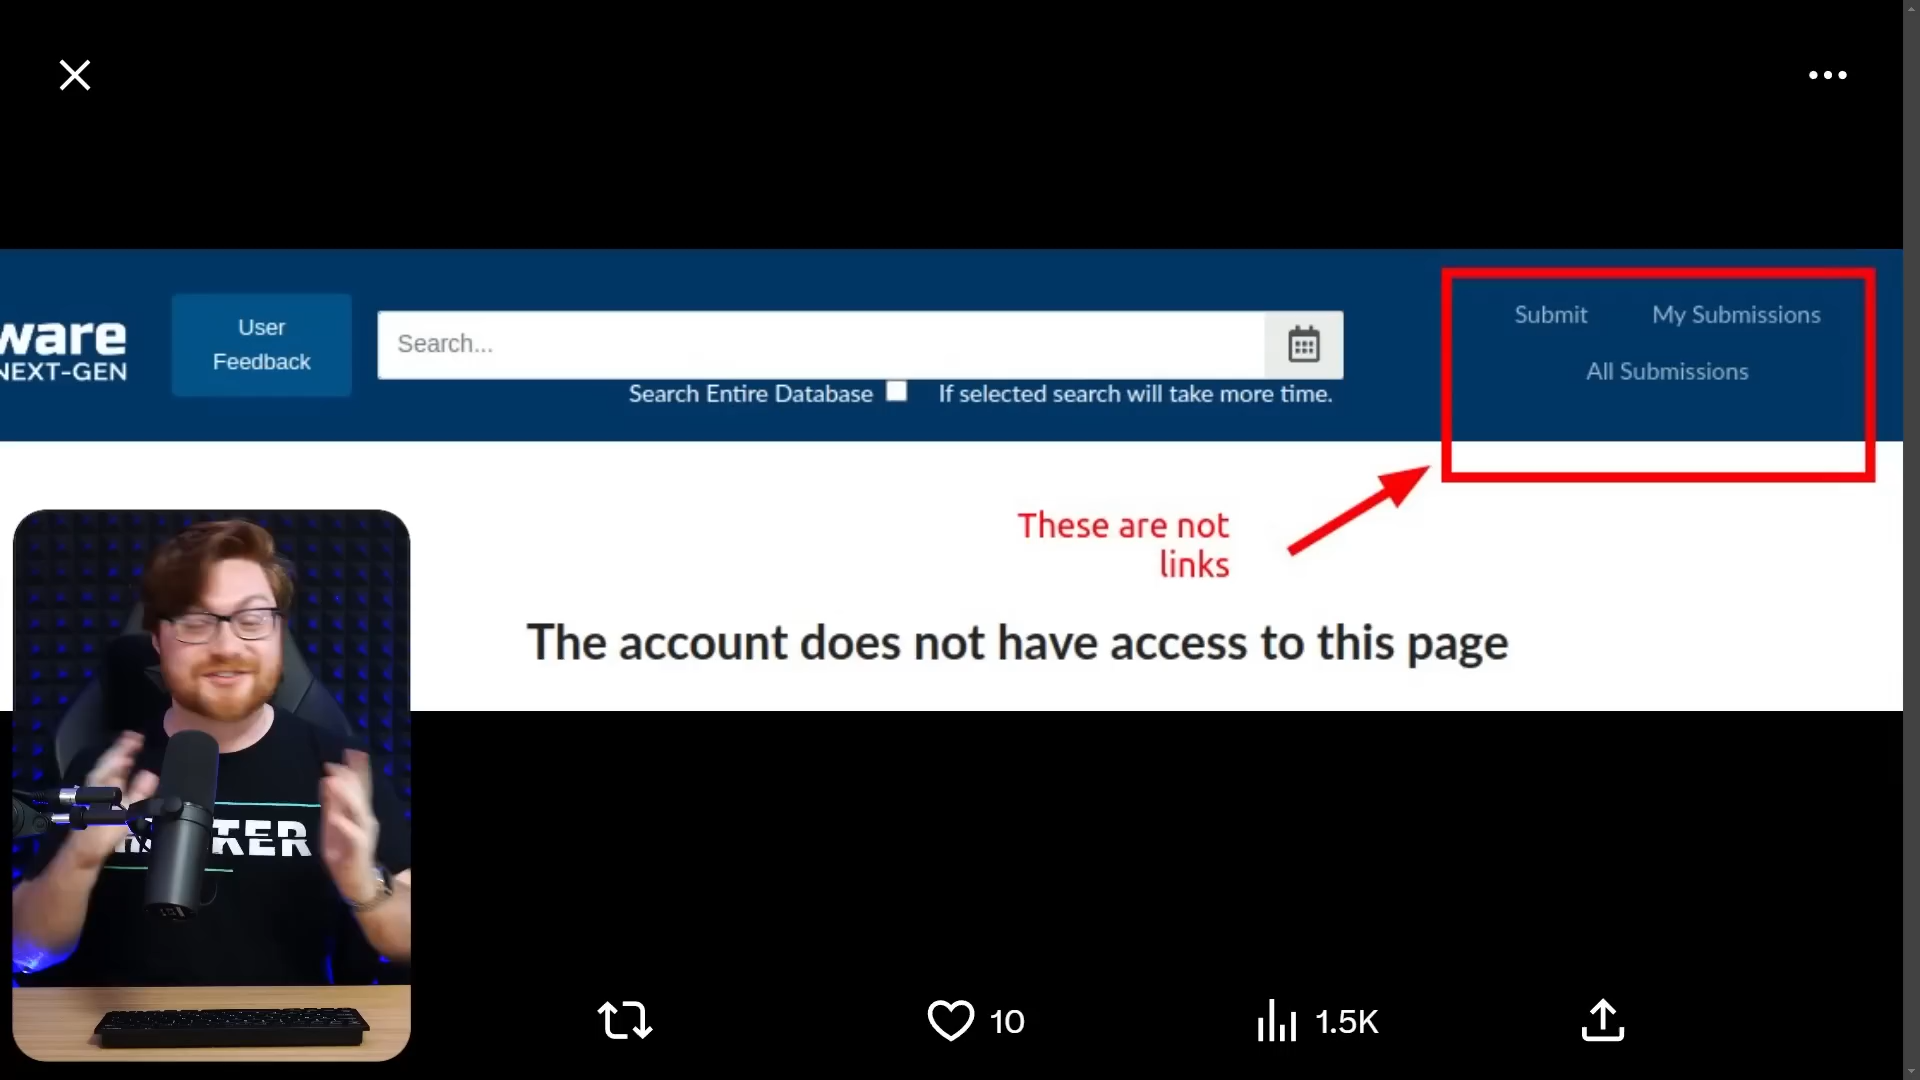 ware
NEXT-GEN
User
Feedback
Search...
Search Entire Database
If selected search will take more time.
Submit
My Submissions
All Submissions
These are not
links
The account does not have access to this page
10
1.5K